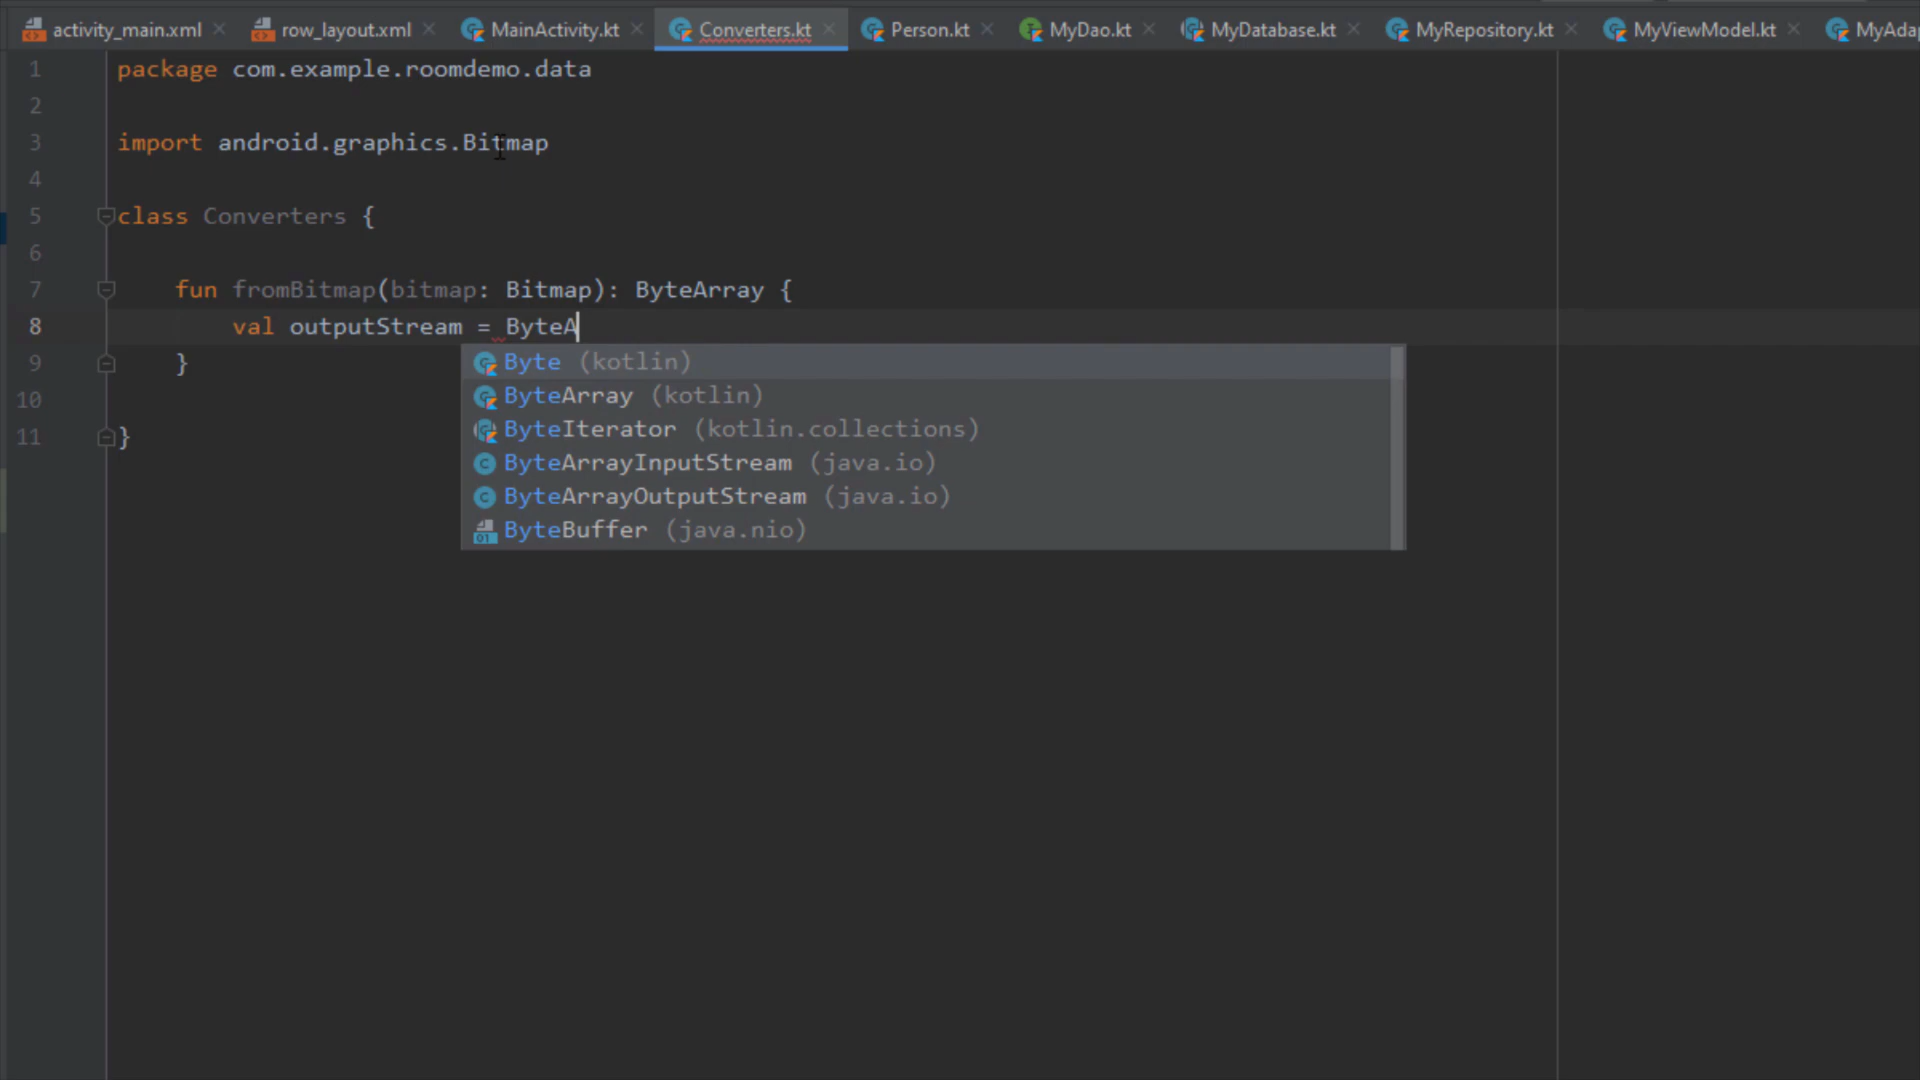 activity_main.xml row_layout.xml MainActivity.kt Converters.kt Person.kt MyDao.kt MyDatabase.kt MyRepository.kt MyViewModel.kt MyAdap
1 package com.example.roomdemo.data
2
3 import android.graphics.Bitmap
4
5 class Converters {
6
7 fun fromBitmap(bitmap: Bitmap): ByteArray {
8 val outputStream = ByteA
9 }
10
11 }
Byte (kotlin)
ByteArray (kotlin)
ByteIterator (kotlin.collections)
ByteArrayInputStream (java.io)
ByteArrayOutputStream (java.io)
ByteBuffer (java.nio)